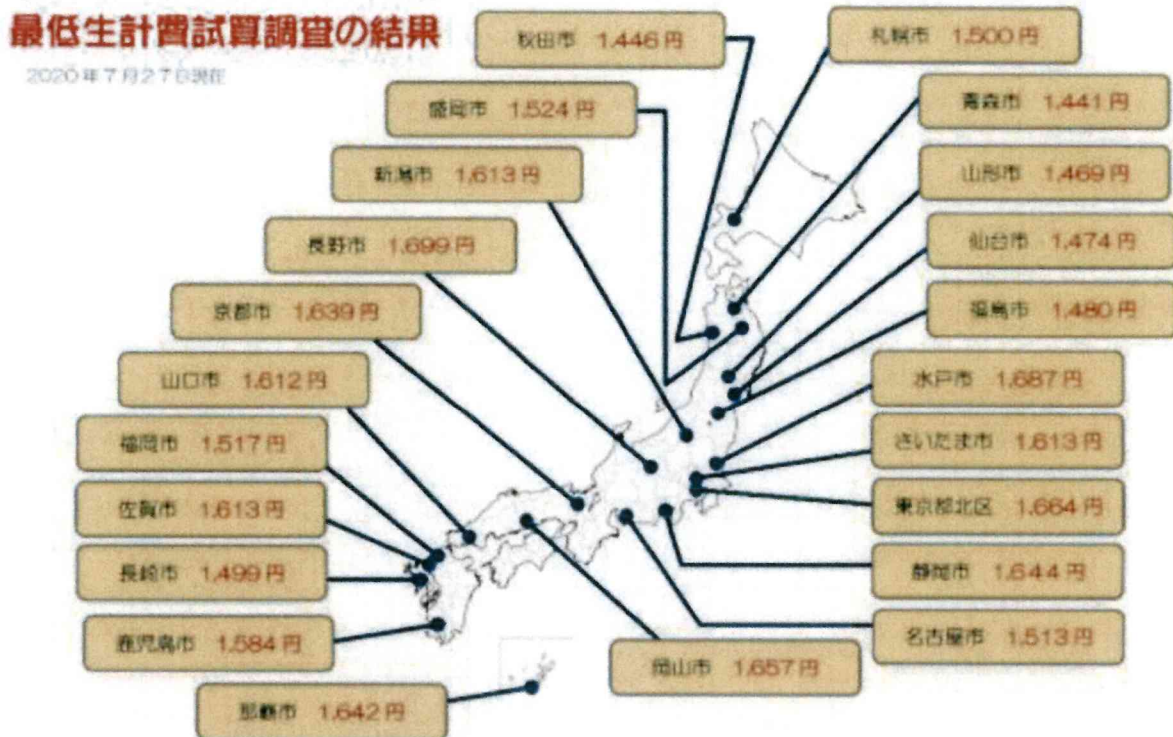 最低生計費試算調査の結果
2020年7月27日現在
秋田市 1,446円
札幌市 1,500円
盛岡市 1,524円
青森市 1,441円
新潟市 1,613円
山形市 1,469円
長野市 1,699円
仙台市 1,474円
京都市 1,639円
福島市 1,480円
山口市 1,612円
水戸市 1,687円
福岡市 1,517円
さいたま市 1,613円
佐賀市 1,613円
東京都北区 1,664円
長崎市 1,499円
静岡市 1,644円
鹿児島市 1,584円
名古屋市 1,513円
岡山市 1,657円
那覇市 1,642円